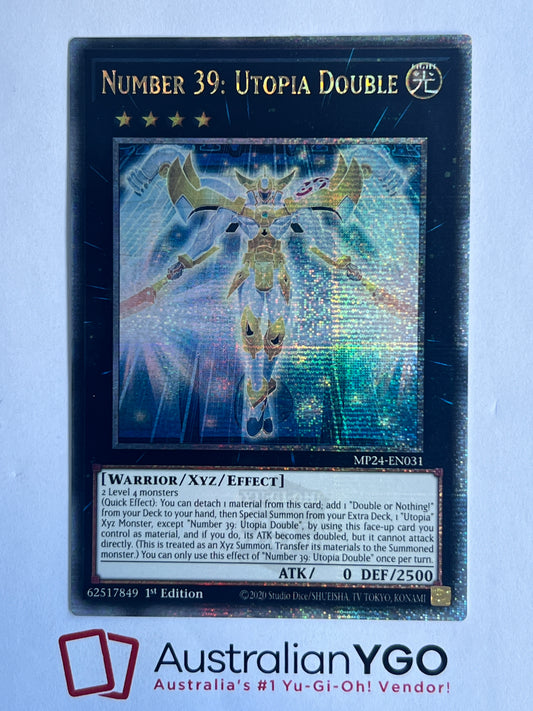 NUMBER 39: UTOPIA DOUBLE
LIGHT
光
39
MP24-EN031
[WARRIOR/XYZ/EFFECT]
2 Level 4 monsters
(Quick Effect): You can detach 1 material from this card; add 1 "Double or Nothing!"
from your Deck to your hand, then Special Summon from your Extra Deck, 1 "Utopia"
Xyz Monster, except "Number 39: Utopia Double", by using this face-up card you
control as material, and if you do, its ATK becomes doubled, but it cannot attack
directly. (This is treated as an Xyz Summon. Transfer its materials to the Summoned
monster.) You can only use this effect of "Number 39: Utopia Double" once per turn.
ATK/ 0 DEF/2500
62517849 1st Edition
©2020 Studio Dice/SHUEISHA, TV TOKYO, KONAMI
AustralianYGO
Australia's #1 Yu-Gi-Oh! Vendor!